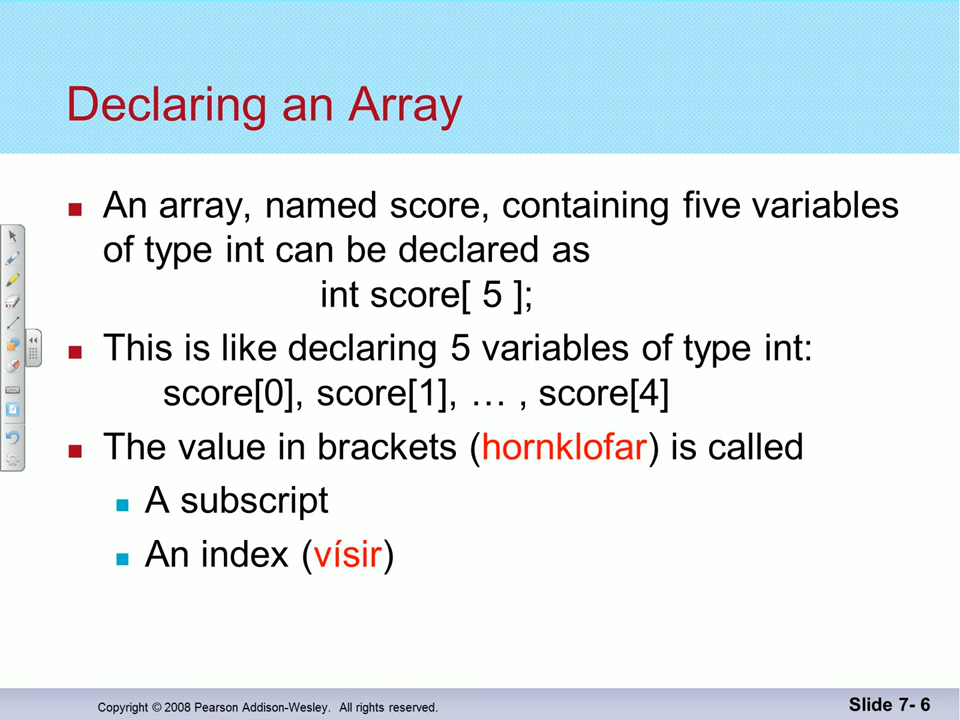 Declaring an Array
An array, named score, containing five variables
of type int can be declared as
int score[ 5 ];
This is like declaring 5 variables of type int:
score[0], score[1], … , score[4]
The value in brackets (hornklofar) is called
A subscript
An index (vísir)
Copyright © 2008 Pearson Addison-Wesley. All rights reserved.
Slide 7- 6